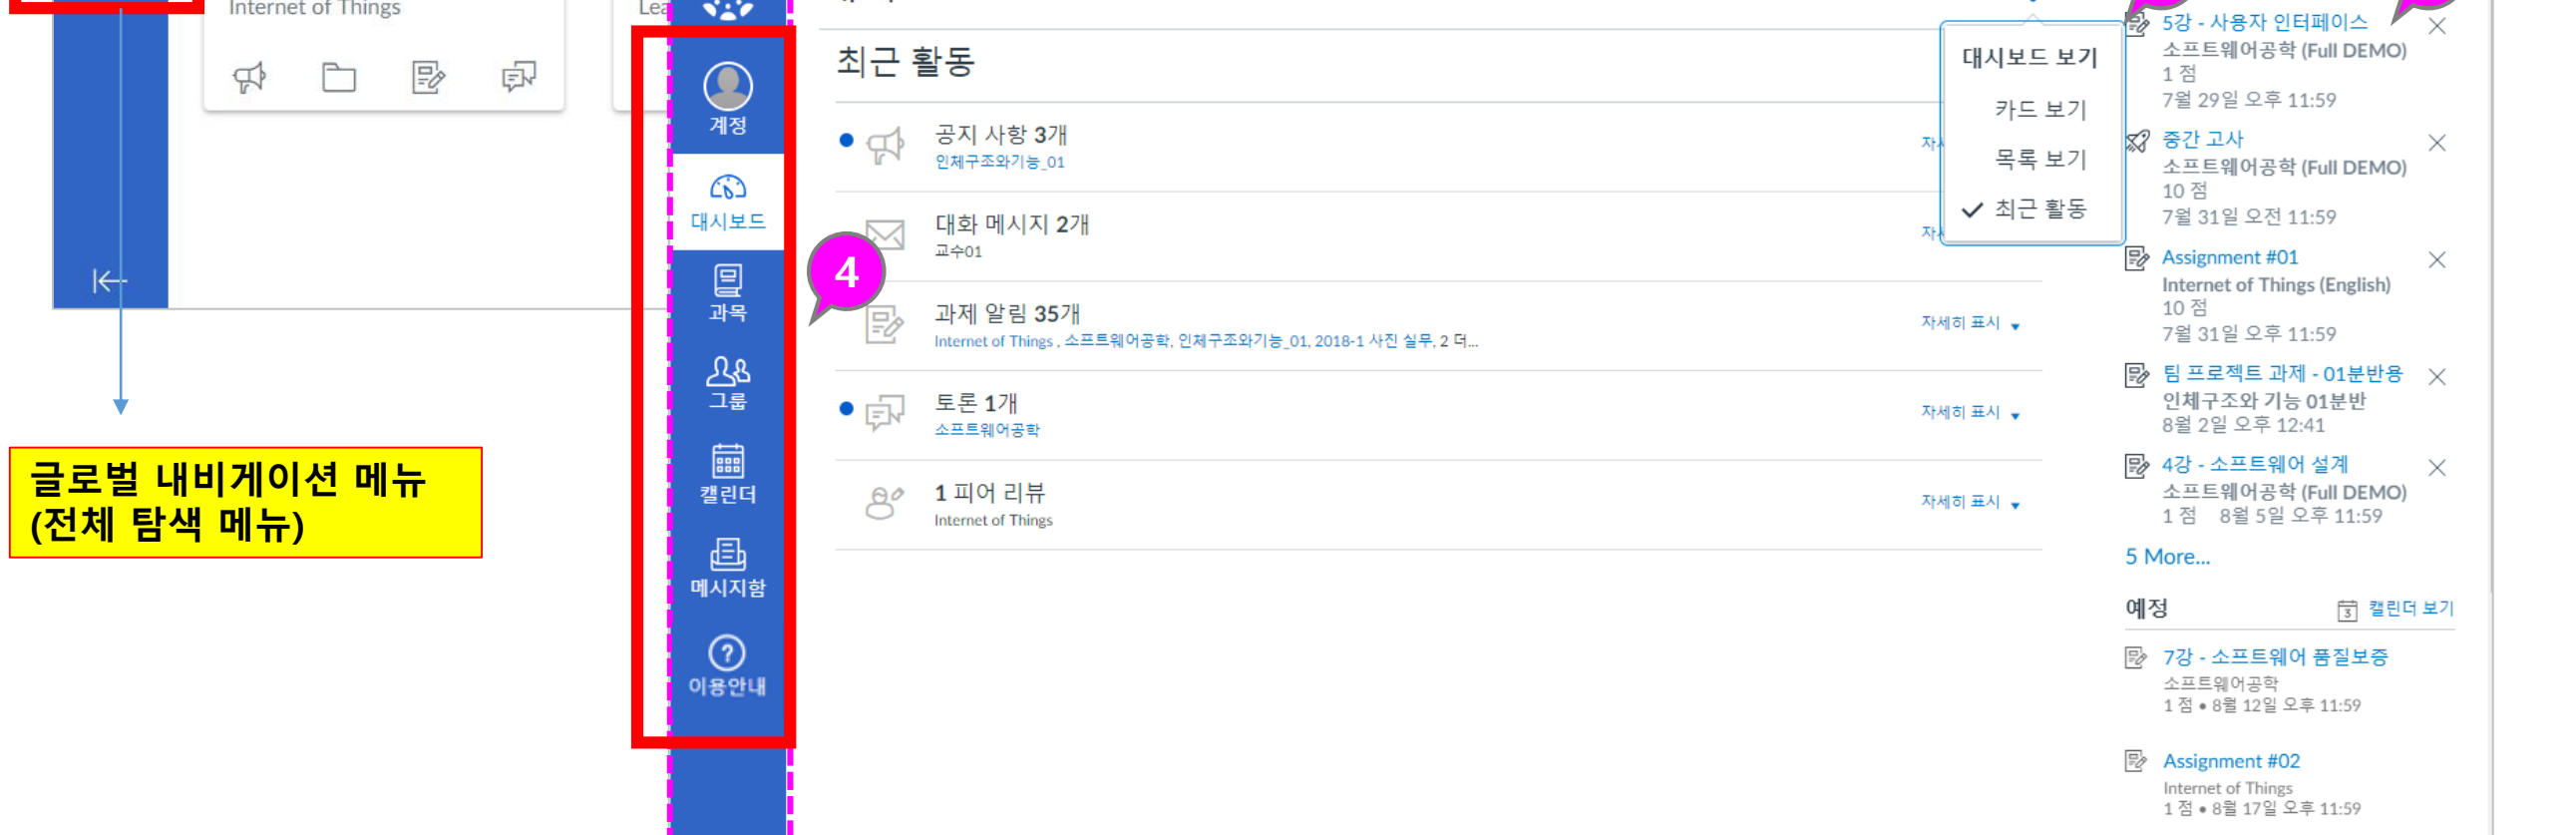 Internet of Things
글로벌 내비게이션 메뉴
(전체 탐색 메뉴)
계정
대시보드
과목
그룹
캘린더
메시지함
이용안내
4
최근 활동
공지 사항 3개
인체구조와기능_01
대화 메시지 2개
교수01
과제 알림 35개
Internet of Things , 소프트웨어공학, 인체구조와기능_01, 2018-1 사진 실무, 2 더...
자세히 표시
토론 1개
소프트웨어공학
자세히 표시
1 피어 리뷰
Internet of Things
자세히 표시
대시보드 보기
카드 보기
목록 보기
최근 활동
5강 - 사용자 인터페이스
소프트웨어공학 (Full DEMO)
1 점
7월 29일 오후 11:59
중간 고사
소프트웨어공학 (Full DEMO)
10 점
7월 31일 오전 11:59
Assignment #01
Internet of Things (English)
10 점
7월 31일 오후 11:59
팀 프로젝트 과제 - 01분반용
인체구조와 기능 01분반
8월 2일 오후 12:41
4강 - 소프트웨어 설계
소프트웨어공학 (Full DEMO)
1 점 8월 5일 오후 11:59
5 More...
예정
3 캘린더 보기
7강 - 소프트웨어 품질보증
소프트웨어공학
1 점 • 8월 12일 오후 11:59
Assignment #02
Internet of Things
1 점 • 8월 17일 오후 11:59